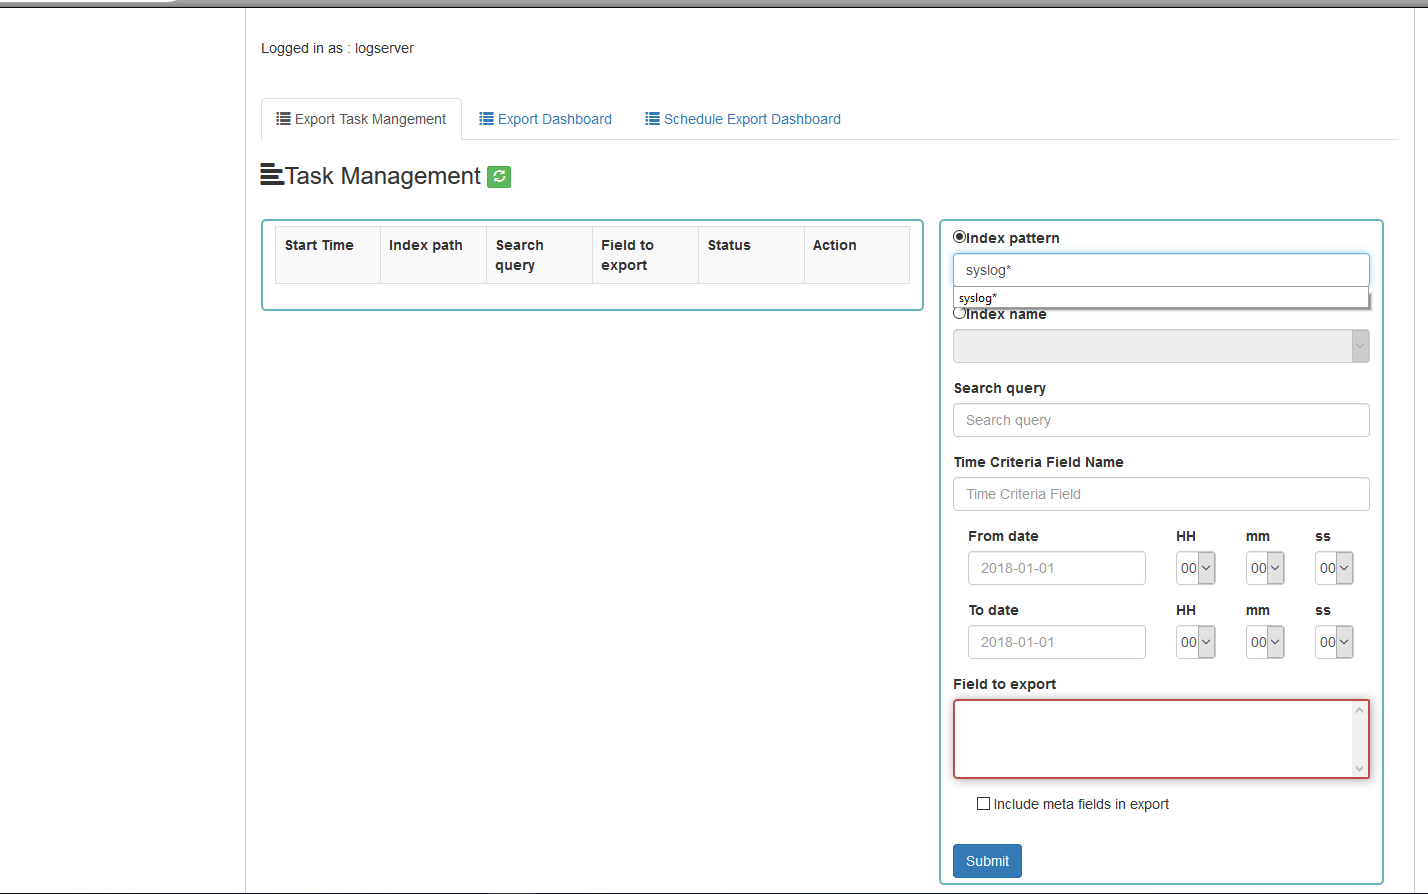 Logged in as : logserver
Export Task Mangement
Export Dashboard
Schedule Export Dashboard
Task Management
Start Time
Index path
Search
query
Field to
export
Status
Action
Index pattern
syslog*
syslog*
Index name
Search query
Search query
Time Criteria Field Name
Time Criteria Field
From date
HH
mm
ss
2018-01-01
00
00
00
To date
HH
mm
ss
2018-01-01
00
00
00
Field to export
Include meta fields in export
Submit